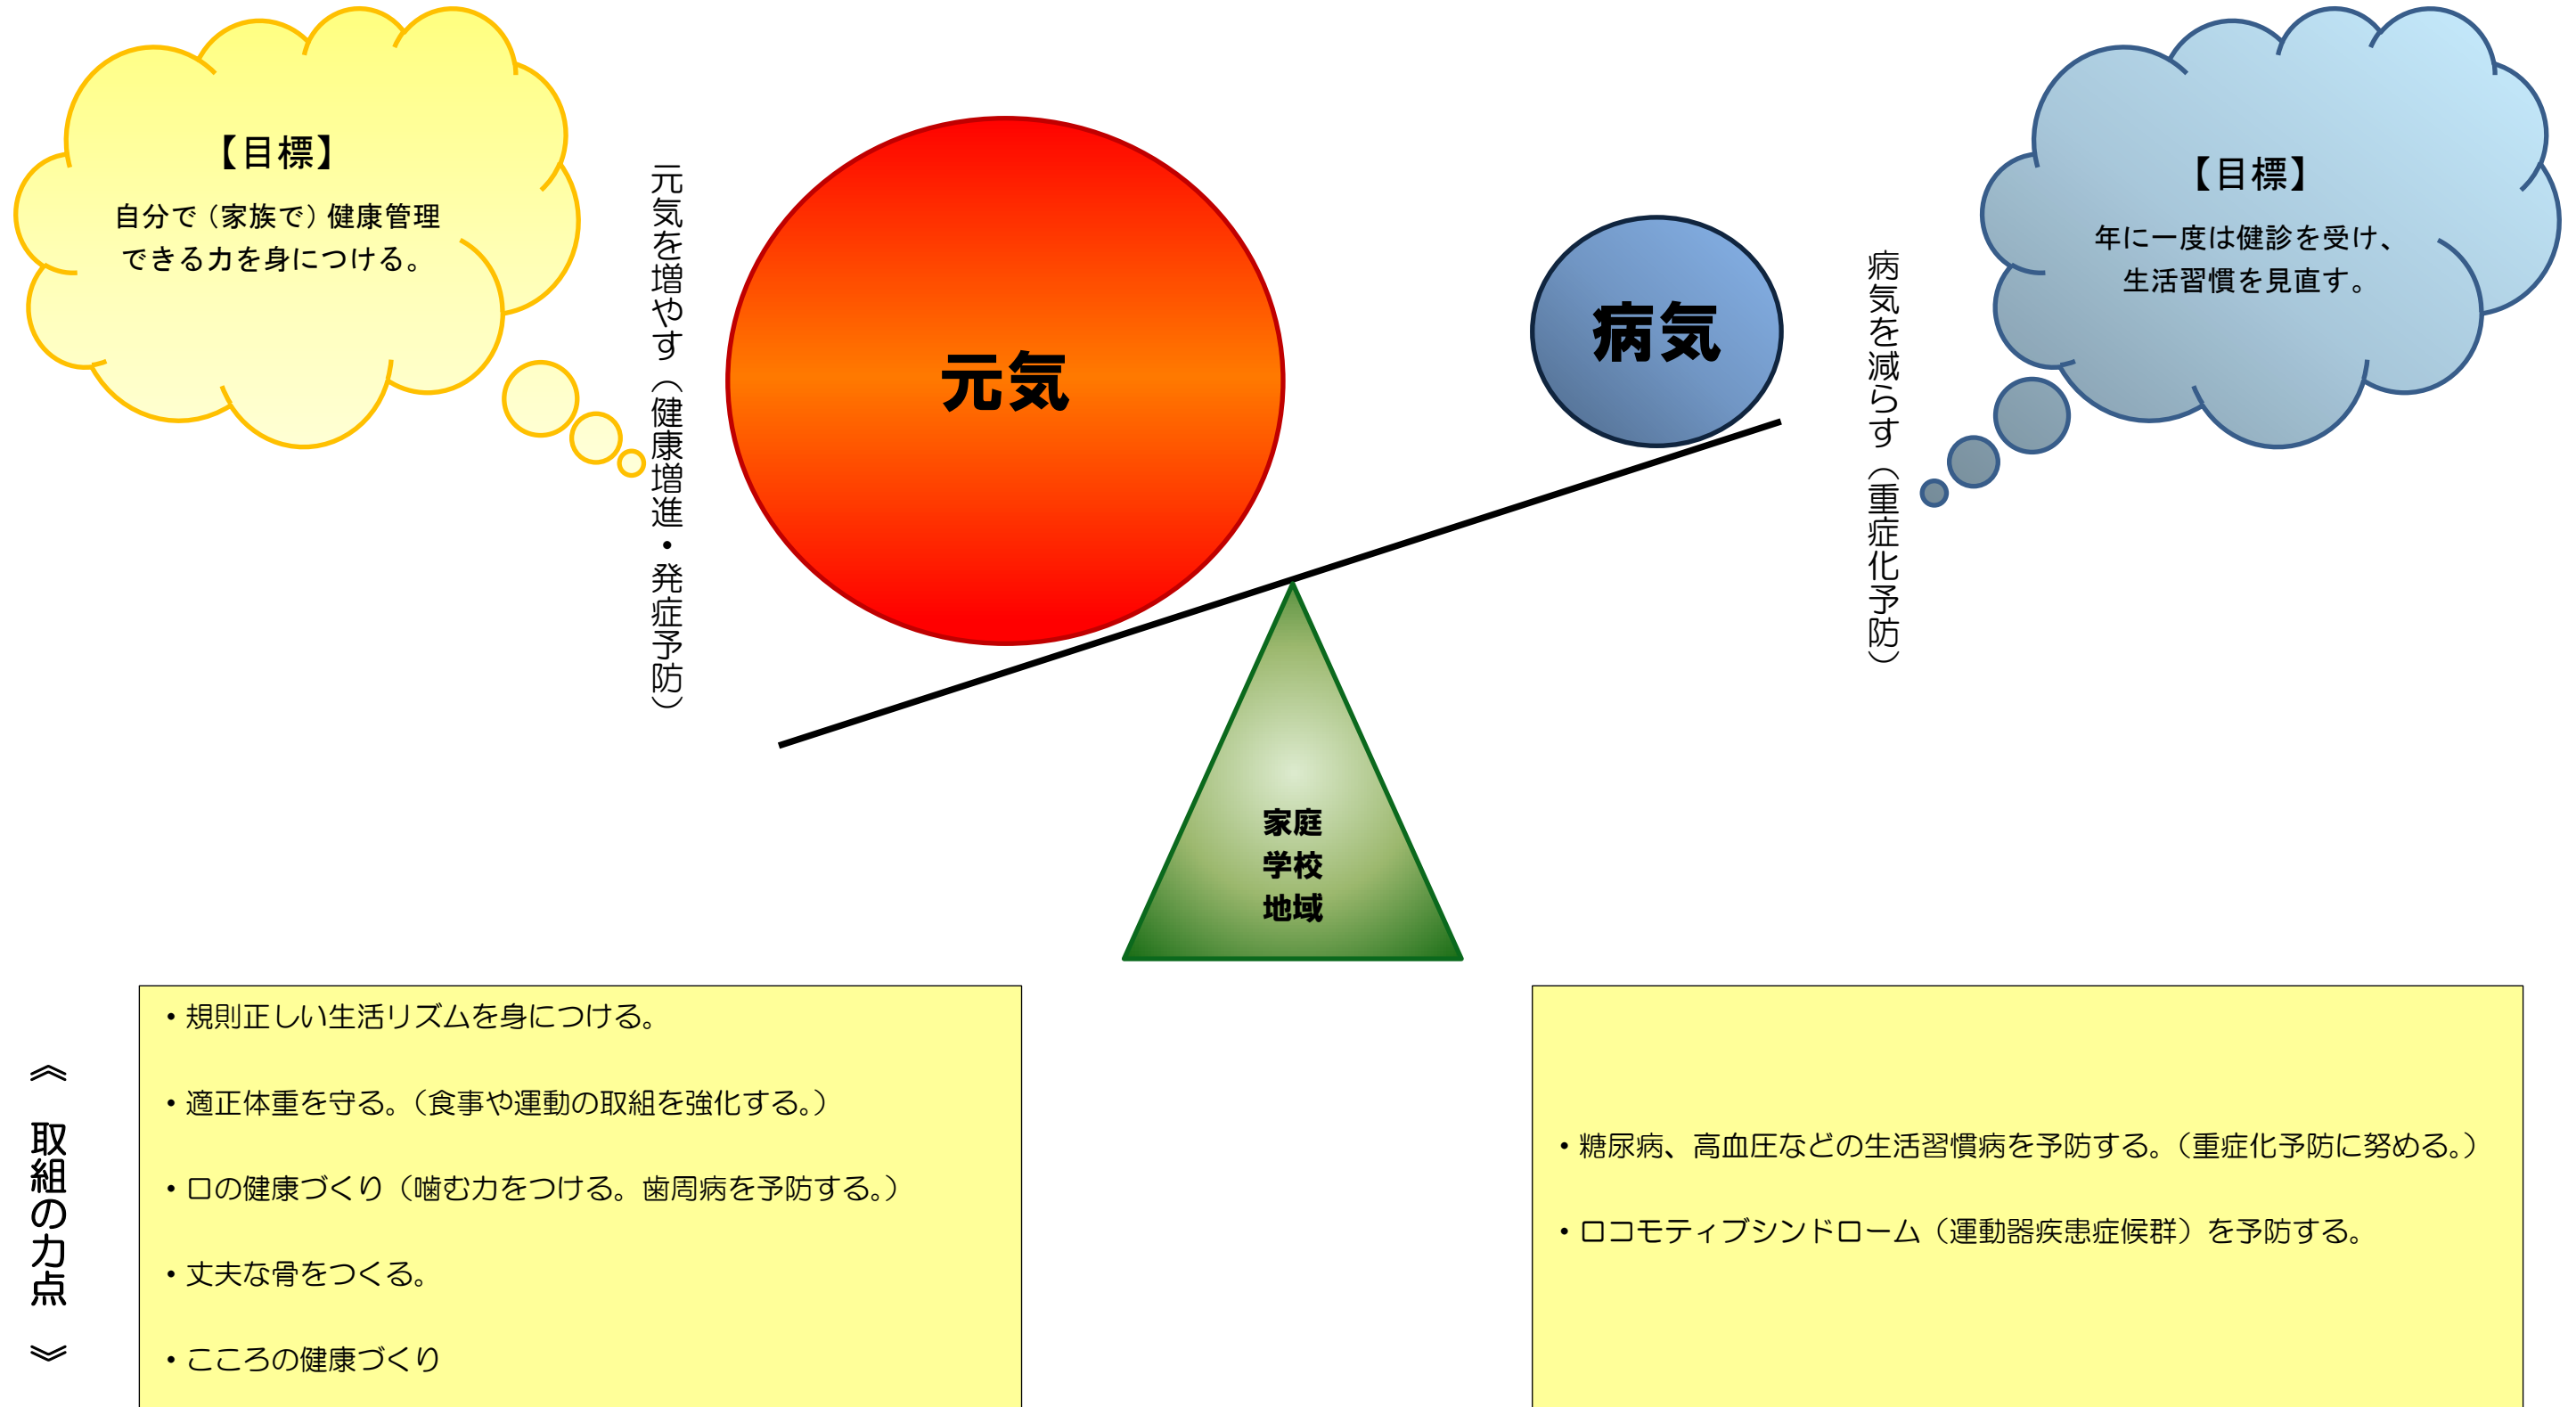 【目標】
自分で（家族で）健康管理
できる力を身につける。
元気を増やす（健康増進・発症予防）
元気
病気
病気を減らす（重症化予防）
【目標】
年に一度は健診を受け、
生活習慣を見直す。
家庭
学校
地域
《　取組の力点　》
・規則正しい生活リズムを身につける。
・適正体重を守る。（食事や運動の取組を強化する。）
・口の健康づくり（噛む力をつける。歯周病を予防する。）
・丈夫な骨をつくる。
・こころの健康づくり
・糖尿病、高血圧などの生活習慣病を予防する。（重症化予防に努める。）
・ロコモティブシンドローム（運動器疾患症候群）を予防する。